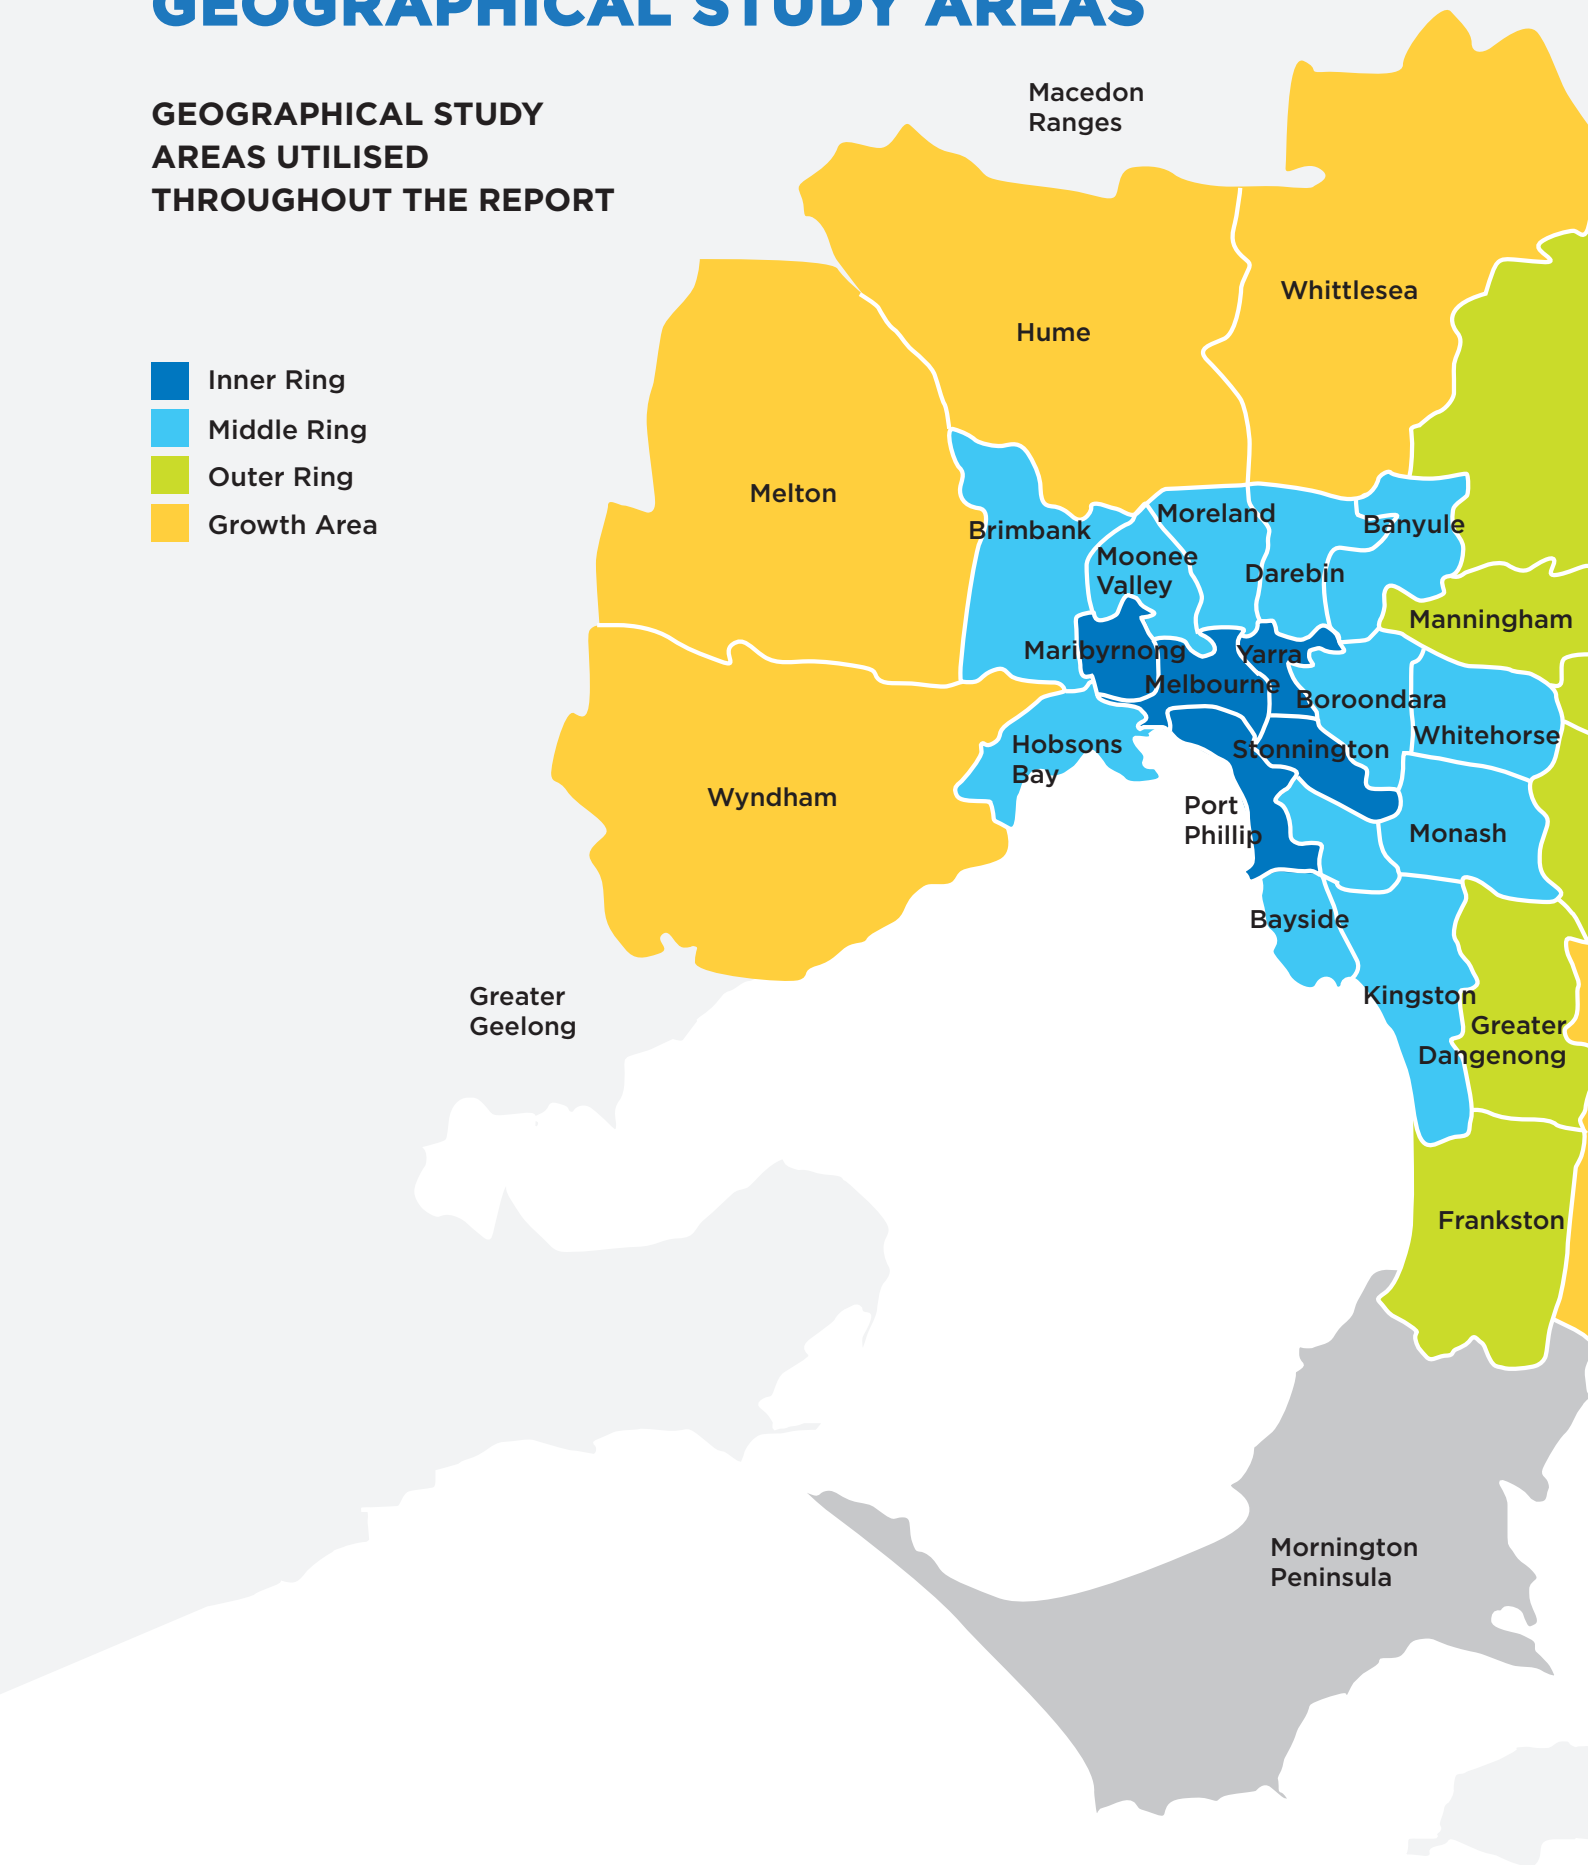 GEOGRAPHICAL STUDY AREAS
GEOGRAPHICAL STUDY
AREAS UTILISED
THROUGHOUT THE REPORT
Inner Ring
Middle Ring
Outer Ring
Growth Area
Macedon
Ranges
Whittlesea
Hume
Melton
Brimbank
Moreland
Banyule
Moonee
Valley
Darebin
Manningham
Maribyrnong
Yarra
Melbourne
Boroondara
Whitehorse
Hobsons
Bay
Stonnington
Wyndham
Port
Phillip
Monash
Bayside
Kingston
Greater
Geelong
Greater
Dangenong
Frankston
Mornington
Peninsula